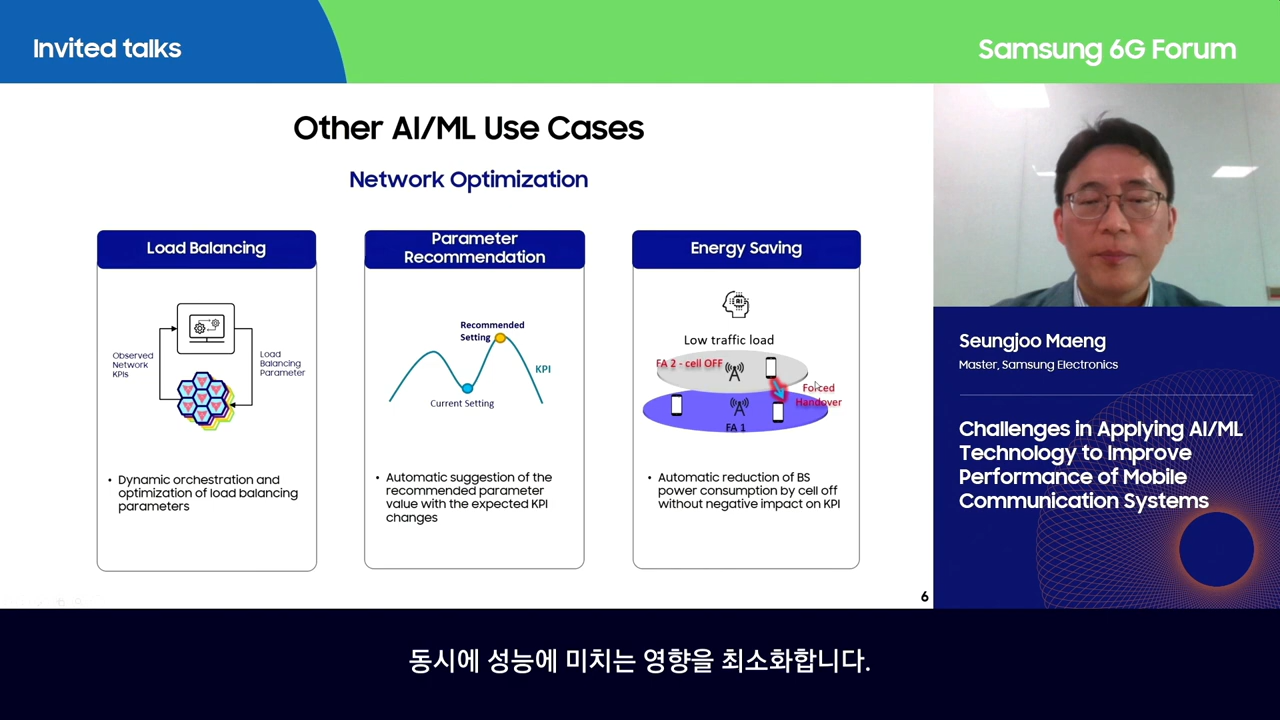 Invited talks
Samsung 6G Forum
Other AI/ML Use Cases
Network Optimization
Load Balancing
Observed
Network
KPIs
Load
Balancing
Parameter
• Dynamic orchestration and
optimization of load balancing
parameters
Parameter
Recommendation
Recommended
Setting
KPI
Current Setting
• Automatic suggestion of the
recommended parameter
value with the expected KPI
changes
Energy Saving
AI
Low traffic load
FA 2 - cell OFF
Forced
Handover
FA 1
• Automatic reduction of BS
power consumption by cell off
without negative impact on KPI
6
Seungjoo Maeng
Master, Samsung Electronics
Challenges in Applying AI/ML
Technology to Improve
Performance of Mobile
Communication Systems
동시에 성능에 미치는 영향을 최소화합니다.